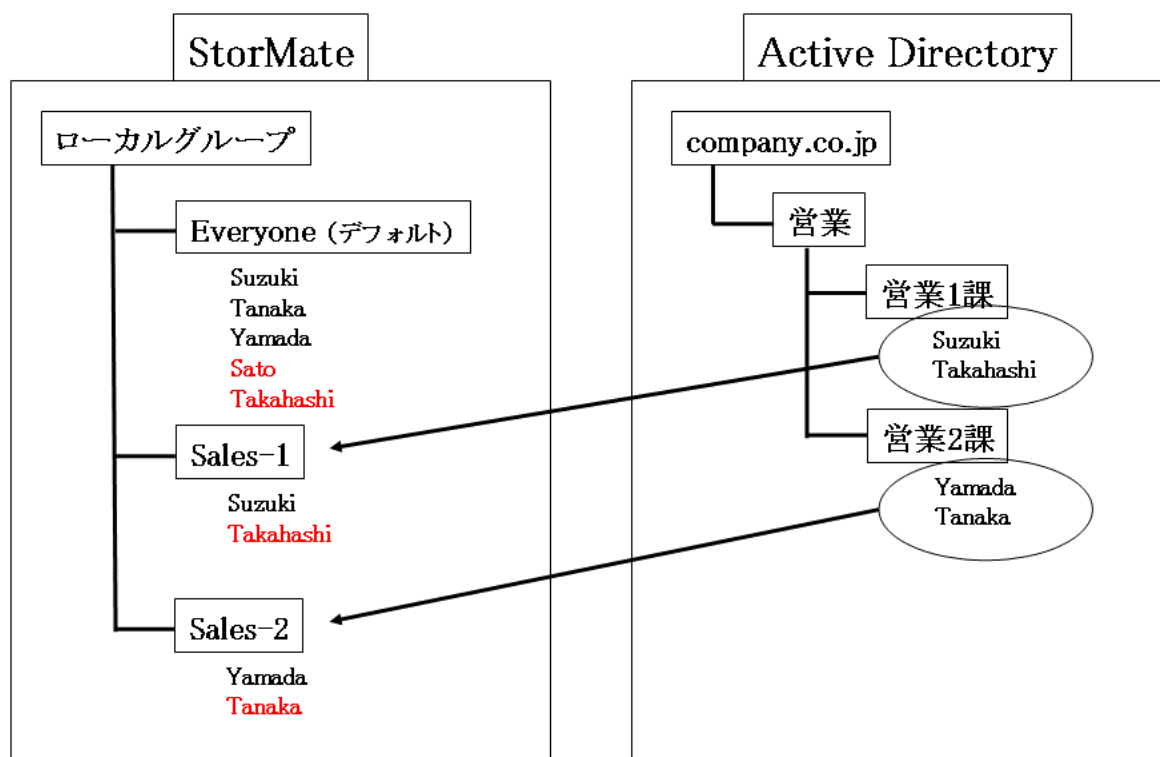 StorMate
ローカルグループ
Everyone（デフォルト）
Suzuki
Tanaka
Yamada
Sato
Takahashi
Sales-1
Suzuki
Takahashi
Sales-2
Yamada
Tanaka
Active Directory
company.co.jp
営業
営業1課
Suzuki
Takahashi
営業2課
Yamada
Tanaka